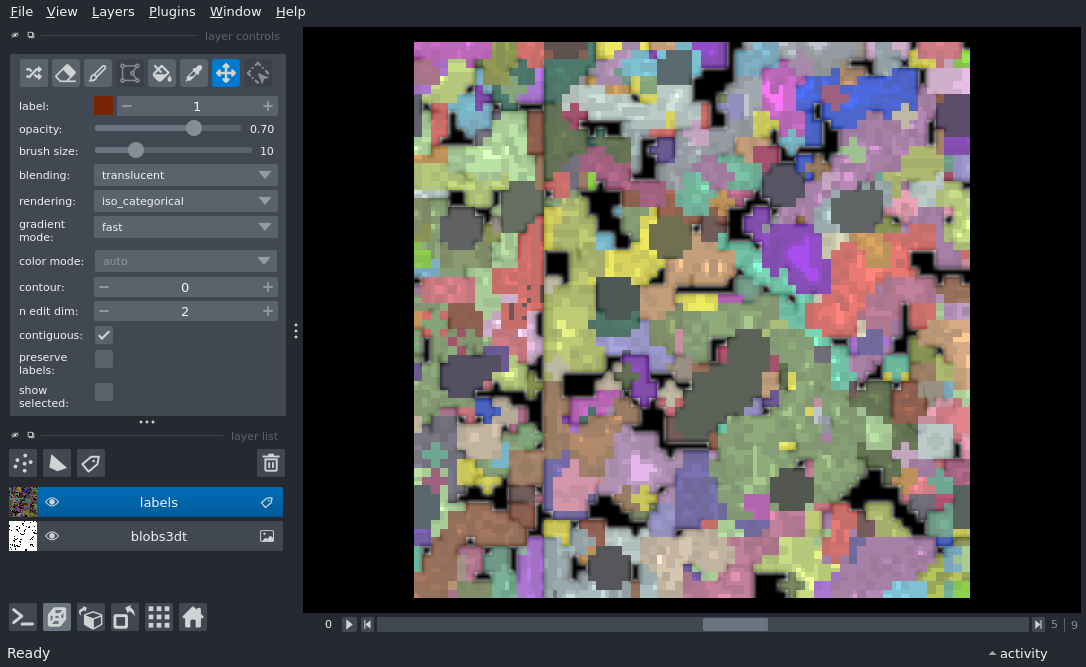 File View Layers Plugins Window Help
layer controls
label: 1
opacity: 0.70
brush size: 10
blending: translucent
rendering: iso_categorical
gradient
mode: fast
color mode: auto
contour: 0
n edit dim: 2
contiguous:
preserve
labels:
show
selected:
layer list
labels
blobs3dt
0 5 | 9
Ready activity